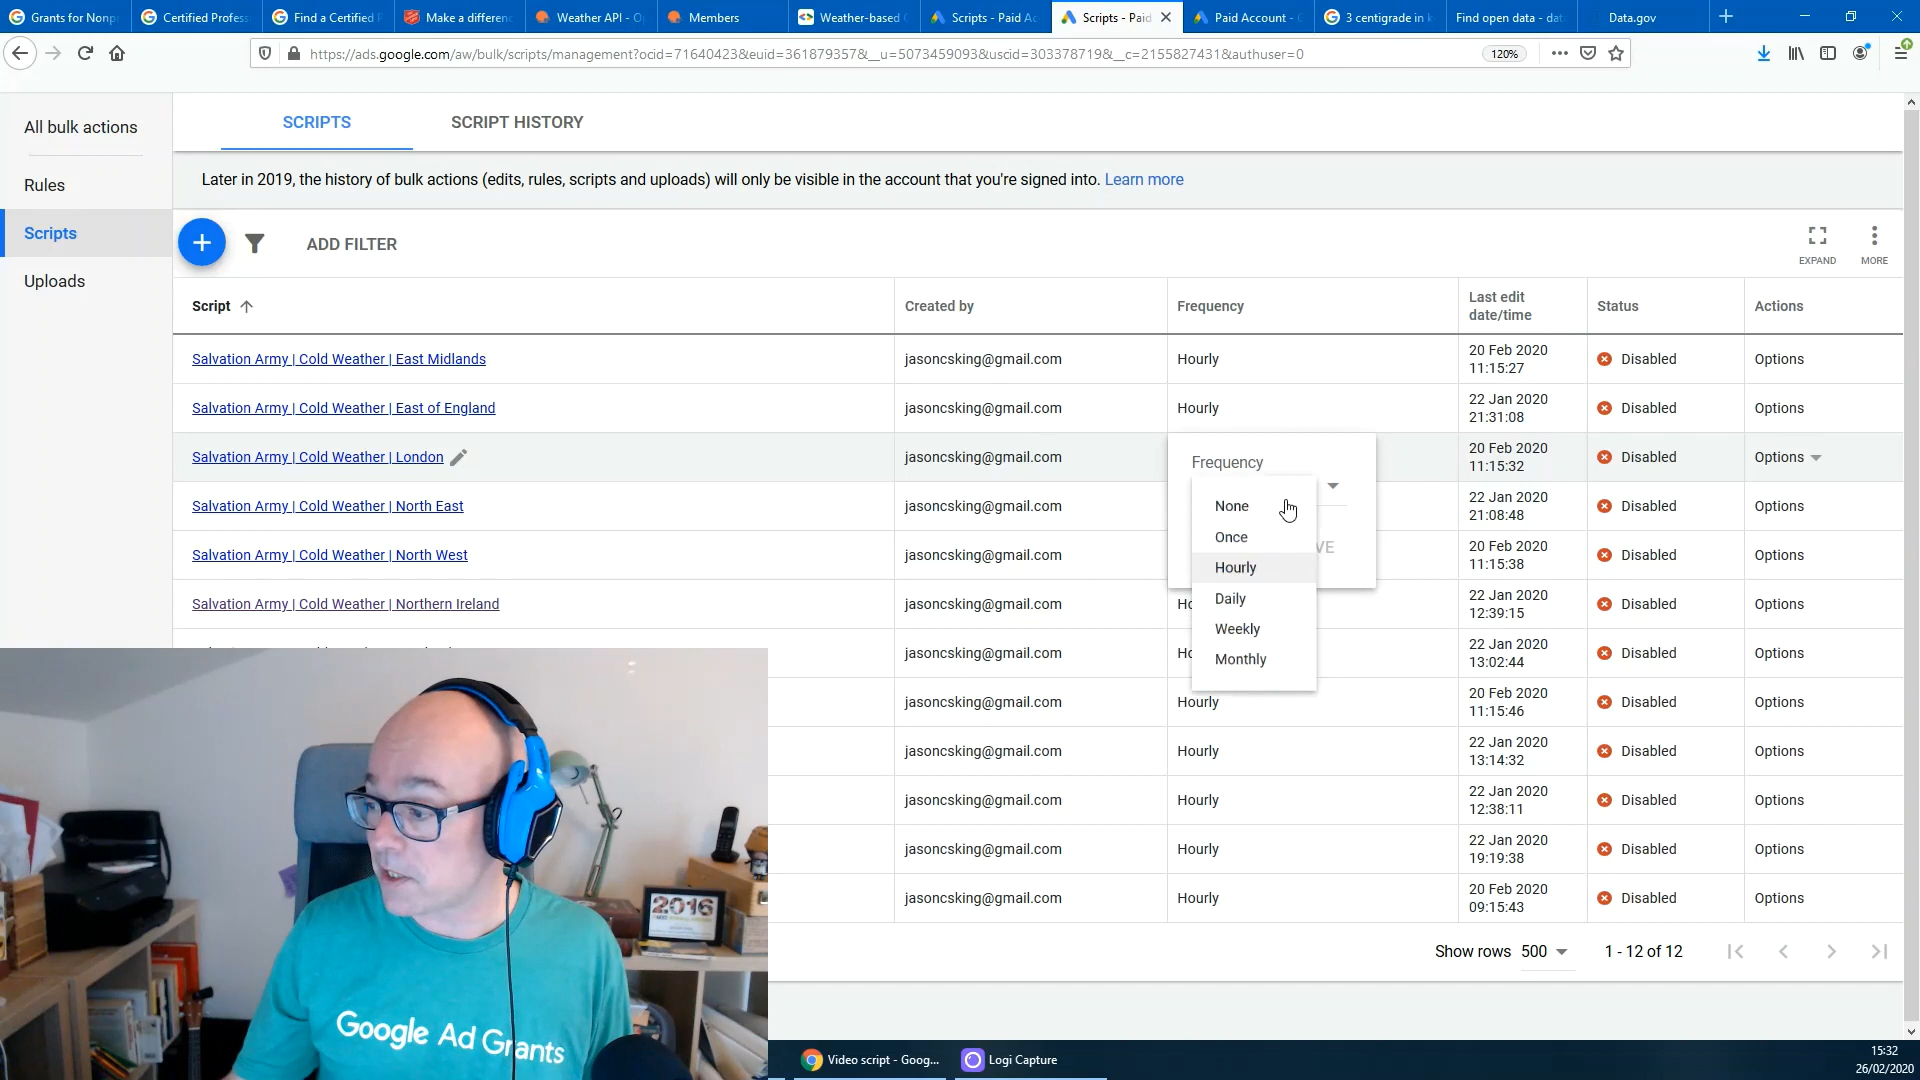 Grants for Nonp
Certified Profess
Find a Certified P
Make a differenc
Weather API - O
Members
Weather-based
Scripts - Paid Ac
Scripts - Paid
Paid Account -
3 centigrade in k
Find open data - dat
Data.gov
https://ads.google.com/aw/bulk/scripts/management?ocid=71640423&euid=361879357&__u=5073459093&uscid=303378719&__c=2155827431&authuser=0
120%
All bulk actions
SCRIPTS
SCRIPT HISTORY
Later in 2019, the history of bulk actions (edits, rules, scripts and uploads) will only be visible in the account that you're signed into. Learn more
Rules
Scripts
Uploads
ADD FILTER
EXPAND
MORE
Script
Created by
Frequency
Last edit
date/time
Status
Actions
Salvation Army | Cold Weather | East Midlands
jasoncsking@gmail.com
Hourly
20 Feb 2020
11:15:27
Disabled
Options
Salvation Army | Cold Weather | East of England
jasoncsking@gmail.com
Hourly
22 Jan 2020
21:31:08
Disabled
Options
Salvation Army | Cold Weather | London
jasoncsking@gmail.com
20 Feb 2020
11:15:32
Disabled
Options
Salvation Army | Cold Weather | North East
jasoncsking@gmail.com
22 Jan 2020
21:08:48
Disabled
Options
Salvation Army | Cold Weather | North West
jasoncsking@gmail.com
20 Feb 2020
11:15:38
Disabled
Options
Salvation Army | Cold Weather | Northern Ireland
jasoncsking@gmail.com
Ho
22 Jan 2020
12:39:15
Disabled
Options
jasoncsking@gmail.com
Ho
22 Jan 2020
13:02:44
Disabled
Options
jasoncsking@gmail.com
Hourly
20 Feb 2020
11:15:46
Disabled
Options
jasoncsking@gmail.com
Hourly
22 Jan 2020
13:14:32
Disabled
Options
jasoncsking@gmail.com
Hourly
22 Jan 2020
12:38:11
Disabled
Options
jasoncsking@gmail.com
Hourly
22 Jan 2020
19:19:38
Disabled
Options
jasoncsking@gmail.com
Hourly
20 Feb 2020
09:15:43
Disabled
Options
Frequency
None
Once
Hourly
Daily
Weekly
Monthly
VE
Show rows 500
1 - 12 of 12
2016
Google Ad Grants
Video script - Goog...
Logi Capture
15:32
26/02/2020